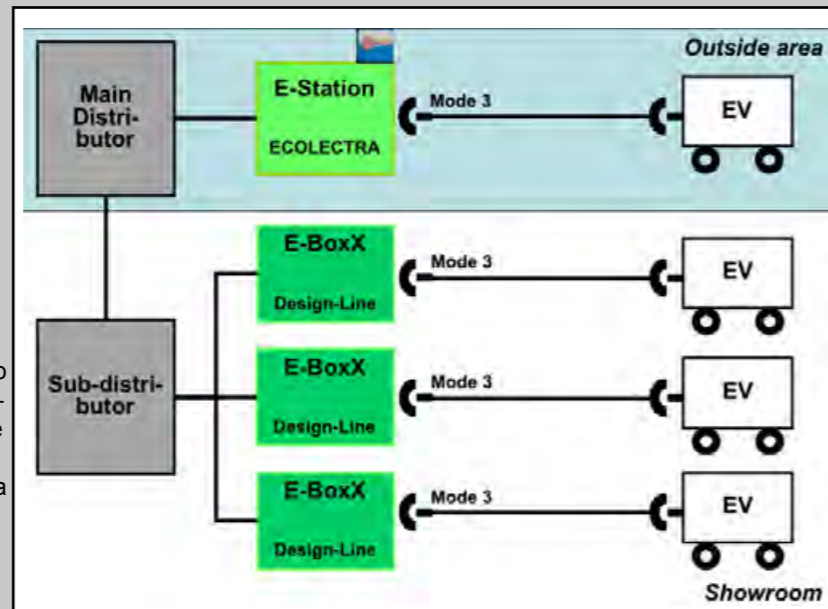 Outside area
Main
Distri-
butor
E-Station
ECOLECTRA
Mode 3
EV
E-BoxX
Design-Line
Mode 3
EV
Sub-distri-
butor
E-BoxX
Design-Line
Mode 3
EV
E-BoxX
Design-Line
Mode 3
EV
Showroom